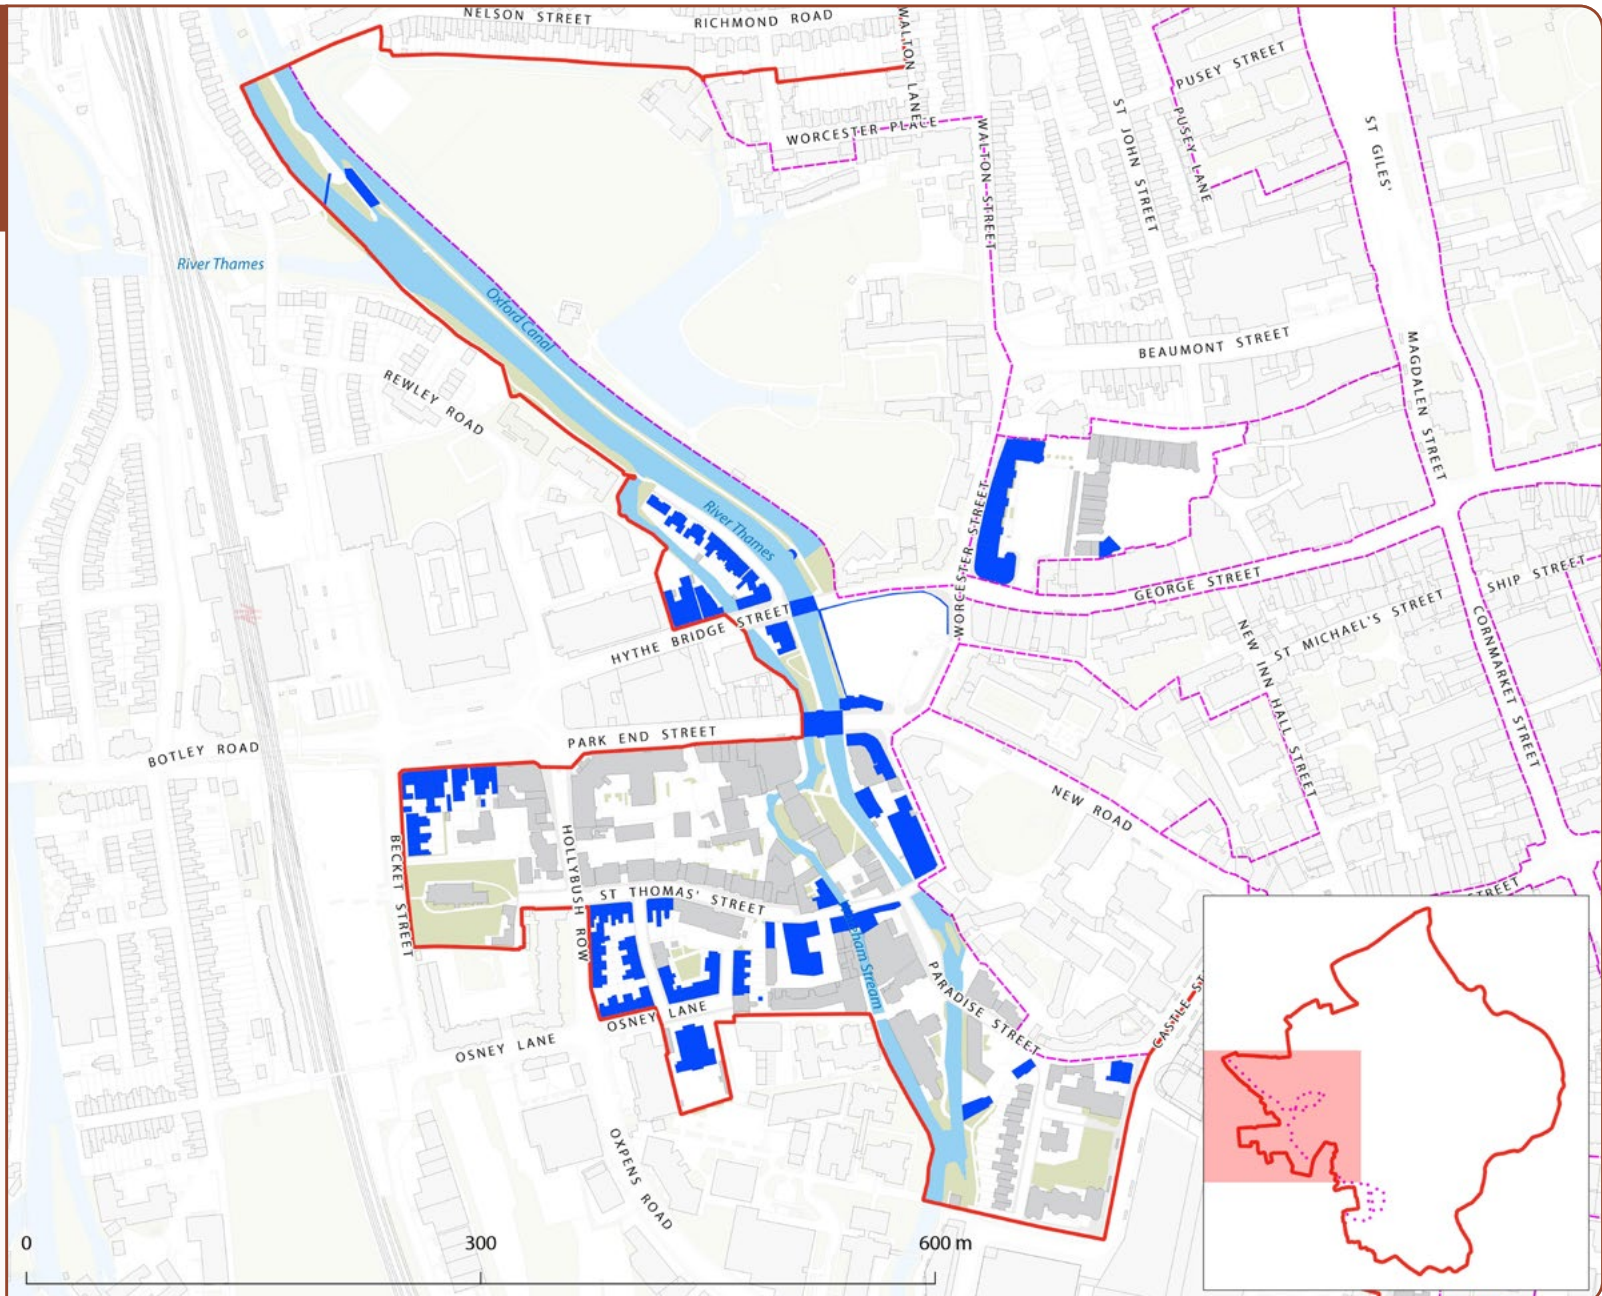 NELSON STREET
RICHMOND ROAD
WALTON LANE
PUSEY STREET
PUSEY LANE
ST JOHN STREET
ST GILES'
WORCESTER PLACE
WALTON STREET
River Thames
Oxford Canal
REWLEY ROAD
BEAUMONT STREET
MAGDALEN STREET
River Thames
WORCESTER STREET
GEORGE STREET
SHIP STREET
ST MICHAEL'S STREET
NEW INN HALL STREET
CORNMARKET STREET
HYTHE BRIDGE STREET
PARK END STREET
BOTLEY ROAD
NEW ROAD
BECKET STREET
HOLLYBUSH ROW
ST THOMAS' STREET
STREET
ham Stream
PARADISE STREET
CASTLE ST
OSNEY LANE
OSNEY LANE
OXPENS ROAD
0
300
600 m